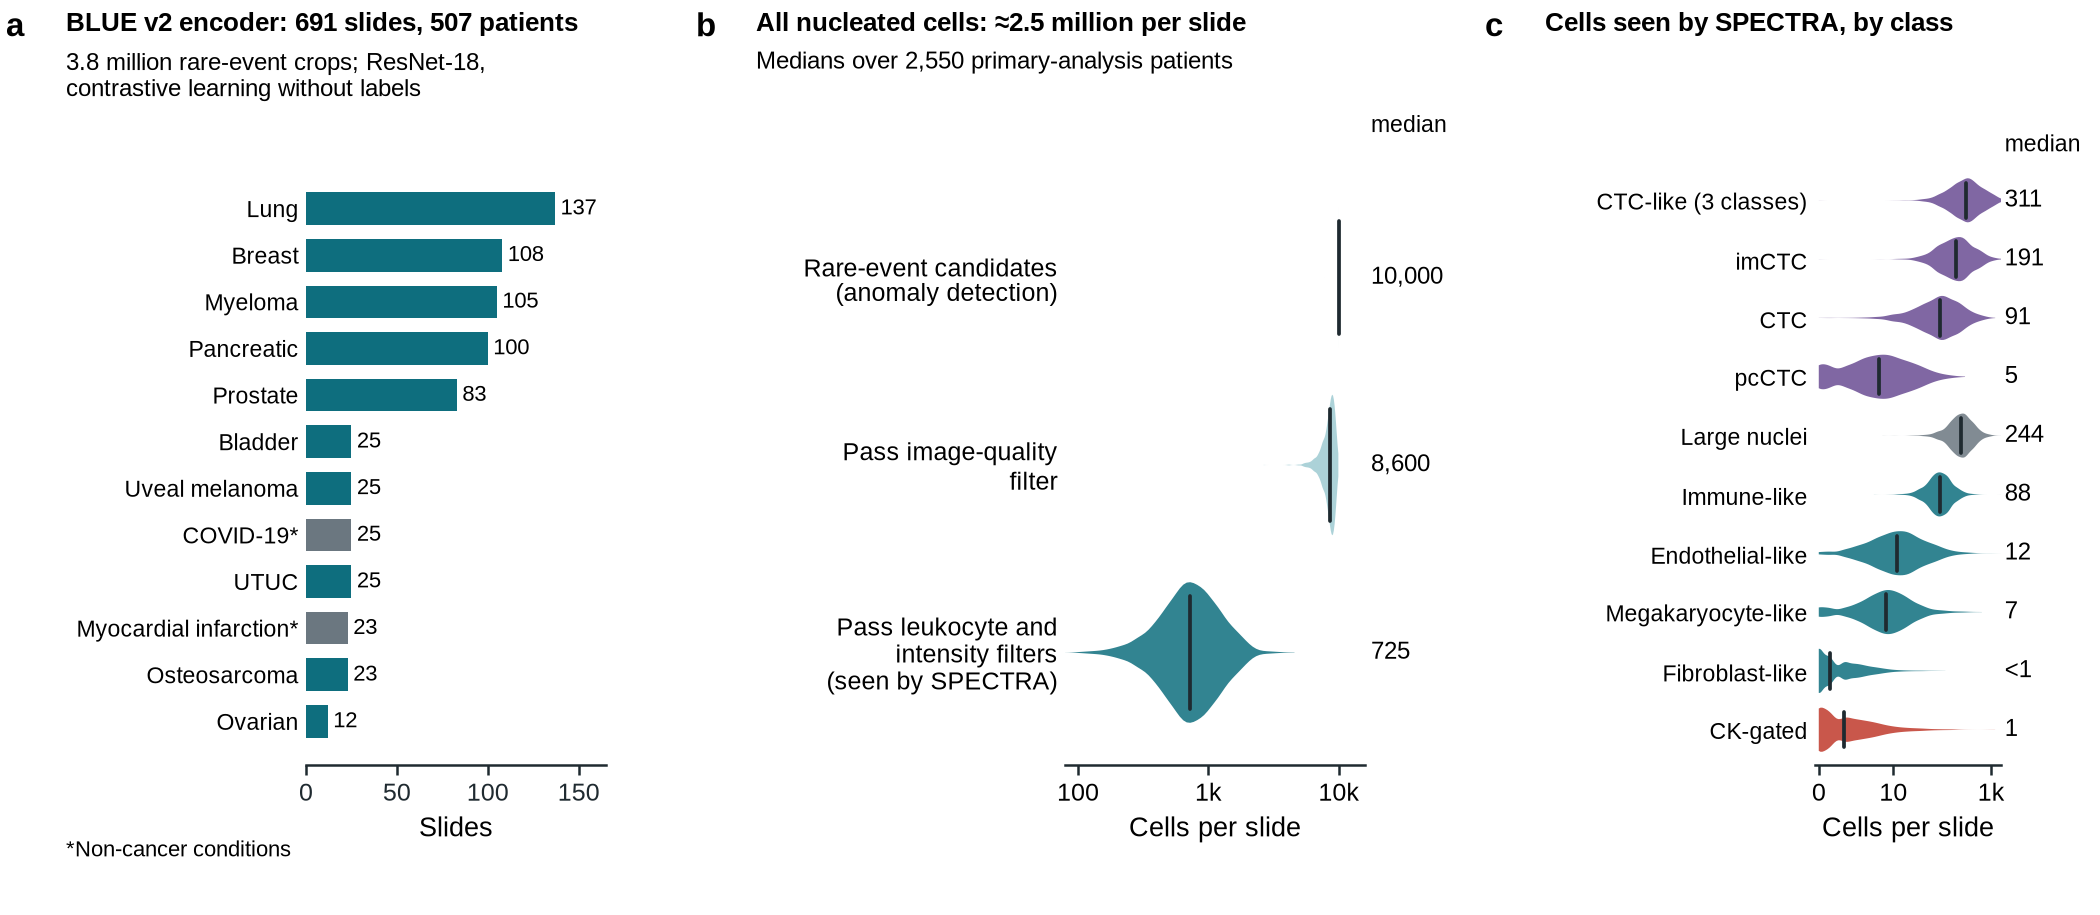 a
BLUE v2 encoder: 691 slides, 507 patients
3.8 million rare-event crops; ResNet-18,
contrastive learning without labels
Lung 137
Breast 108
Myeloma 105
Pancreatic 100
Prostate 83
Bladder 25
Uveal melanoma 25
COVID-19* 25
UTUC 25
Myocardial infarction* 23
Osteosarcoma 23
Ovarian 12
0 50 100 150
Slides
*Non-cancer conditions
b
All nucleated cells: ≈2.5 million per slide
Medians over 2,550 primary-analysis patients
median
Rare-event candidates
(anomaly detection)
10,000
Pass image-quality
filter
8,600
Pass leukocyte and
intensity filters
(seen by SPECTRA)
725
100 1k 10k
Cells per slide
c
Cells seen by SPECTRA, by class
median
CTC-like (3 classes) 311
imCTC 191
CTC 91
pcCTC 5
Large nuclei 244
Immune-like 88
Endothelial-like 12
Megakaryocyte-like 7
Fibroblast-like <1
CK-gated 1
0 10 1k
Cells per slide